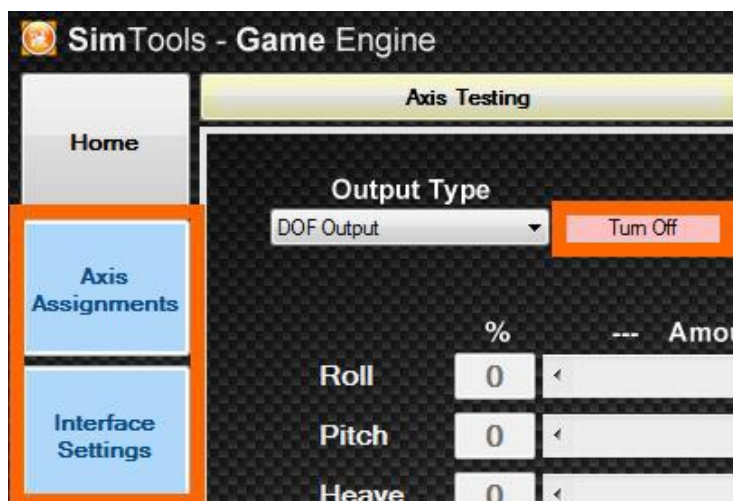 SimTools - Game Engine
Axis Testing
Home
Output Type
DOF Output
Turn Off
Axis
Assignments
% ---
Roll 0
Interface
Settings
Pitch 0
Heave 0